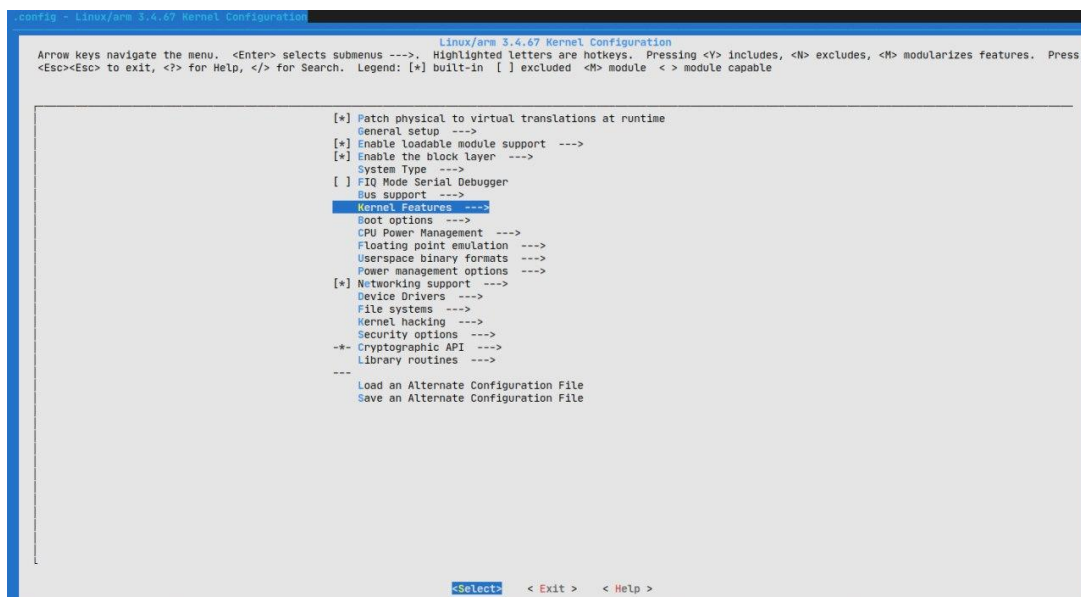 .config - Linux/arm 3.4.67 Kernel Configuration
Linux/arm 3.4.67 Kernel Configuration
Arrow keys navigate the menu.  <Enter> selects submenus --->.  Highlighted letters are hotkeys.  Pressing <Y> includes, <N> excludes, <M> modularizes features.  Press
<Esc><Esc> to exit, <?> for Help, </> for Search.  Legend: [*] built-in  [ ] excluded  <M> module  < > module capable
[*] Patch physical to virtual translations at runtime
General setup  --->
[*] Enable loadable module support  --->
[*] Enable the block layer  --->
System Type  --->
[ ] FIQ Mode Serial Debugger
Bus support  --->
Kernel Features  --->
Boot options  --->
CPU Power Management  --->
Floating point emulation  --->
Userspace binary formats  --->
Power management options  --->
[*] Networking support  --->
Device Drivers  --->
File systems  --->
Kernel hacking  --->
Security options  --->
-*- Cryptographic API  --->
Library routines  --->
---
Load an Alternate Configuration File
Save an Alternate Configuration File
<Select>    < Exit >    < Help >